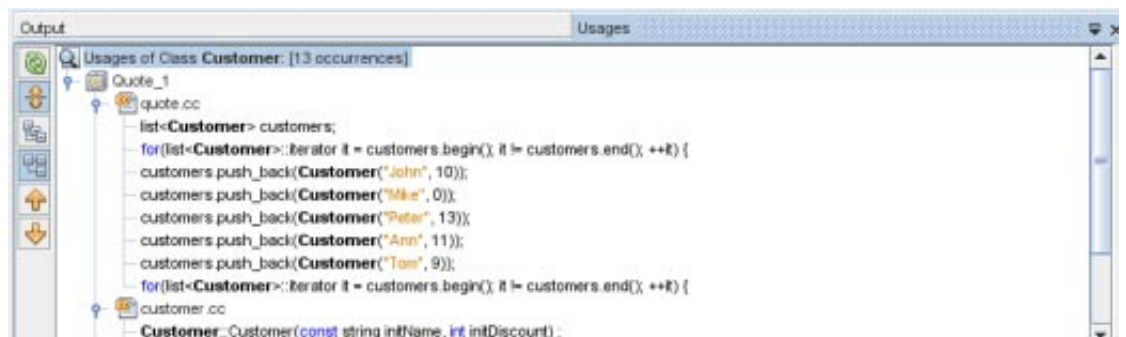 Output
Usages
Usages of Class Customer: [13 occurrences]
Quote_1
quote.cc
list<Customer> customers;
for(list<Customer>::iterator it = customers.begin(); it != customers.end(); ++it) {
customers.push_back(Customer("John", 10));
customers.push_back(Customer("Mike", 0));
customers.push_back(Customer("Peter", 13));
customers.push_back(Customer("Ann", 11));
customers.push_back(Customer("Tom", 9));
for(list<Customer>::iterator it = customers.begin(); it != customers.end(); ++it) {
customer.cc
Customer::Customer(const string initName, int initDiscount) :